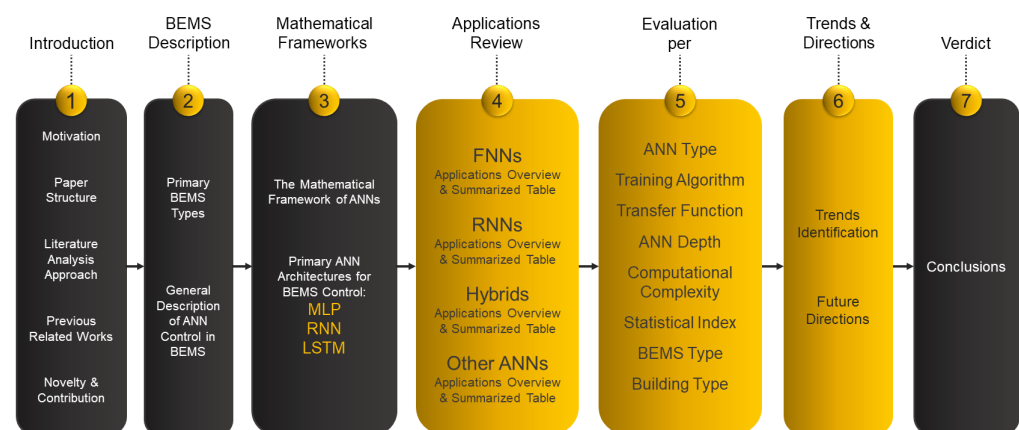 Introduction
1
Motivation
Paper
Structure
Literature
Analysis
Approach
Previous
Related Works
Novelty &
Contribution
BEMS
Description
2
Primary
BEMS
Types
General
Description
of ANN
Control in
BEMS
Mathematical
Frameworks
3
The Mathematical
Framework of ANNs
Primary ANN
Architectures for
BEMS Control:
MLP
RNN
LSTM
Applications
Review
4
FNNs
Applications Overview
& Summarized Table
RNNs
Applications Overview
& Summarized Table
Hybrids
Applications Overview
& Summarized Table
Other ANNs
Applications Overview
& Summarized Table
Evaluation
per
5
ANN Type
Training Algorithm
Transfer Function
ANN Depth
Computational
Complexity
Statistical Index
BEMS Type
Building Type
Trends &
Directions
6
Trends
Identification
Future
Directions
Verdict
7
Conclusions